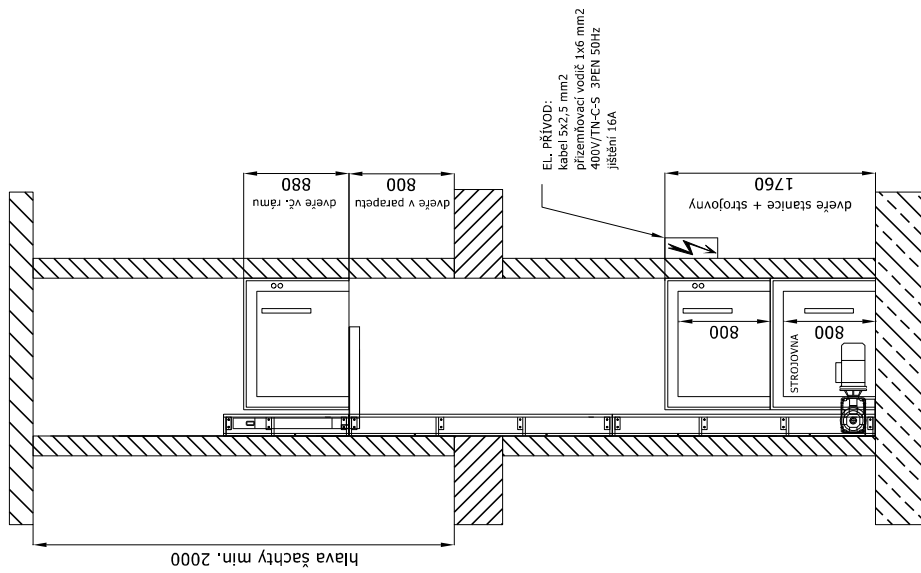 EL. PŘÍVOD:
kabel 5x2,5 mm2
přizemňovací vodič 1x6 mm2
400V/TN-C-S 3PEN 50Hz
jištění 16A
880
dveře vč. rámu
800
dveře v parapetu
1760
dveře stanice + strojovny
800
800
STROJOVNA
hlava šachty min. 2000